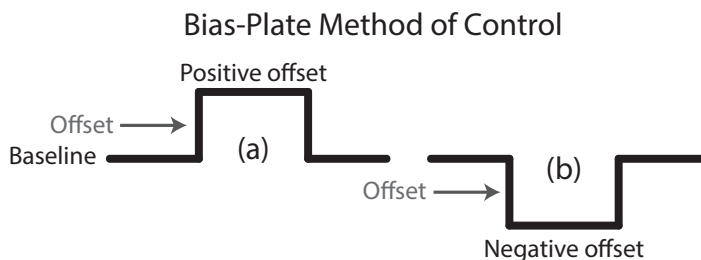 Bias-Plate Method of Control
Positive offset
Offset
Baseline
(a)
(b)
Offset
Negative offset